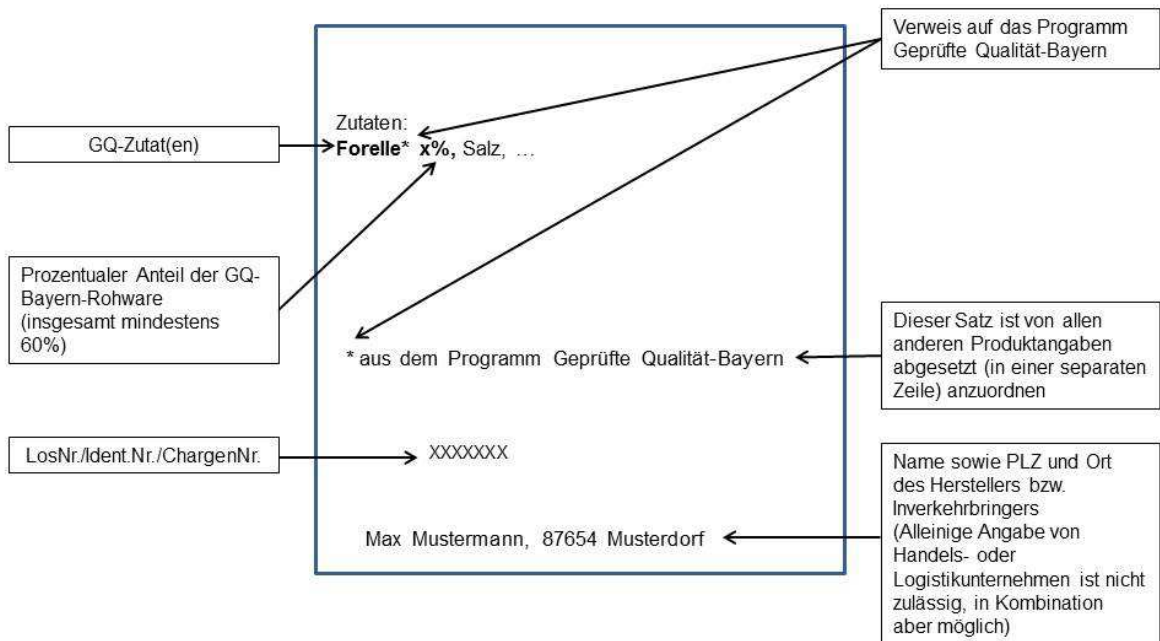 Verweis auf das Programm
Geprüfte Qualität-Bayern
Zutaten:
GQ-Zutat(en)
Forelle* x%, Salz, …
Prozentualer Anteil der GQ-
Bayern-Rohware
(insgesamt mindestens
60%)
* aus dem Programm Geprüfte Qualität-Bayern
Dieser Satz ist von allen
anderen Produktangaben
abgesetzt (in einer separaten
Zeile) anzuordnen
LosNr./Ident.Nr./ChargenNr.
XXXXXXX
Max Mustermann, 87654 Musterdorf
Name sowie PLZ und Ort
des Herstellers bzw.
Inverkehrbringers
(Alleinige Angabe von
Handels- oder
Logistikunternehmen ist nicht
zulässig, in Kombination
aber möglich)